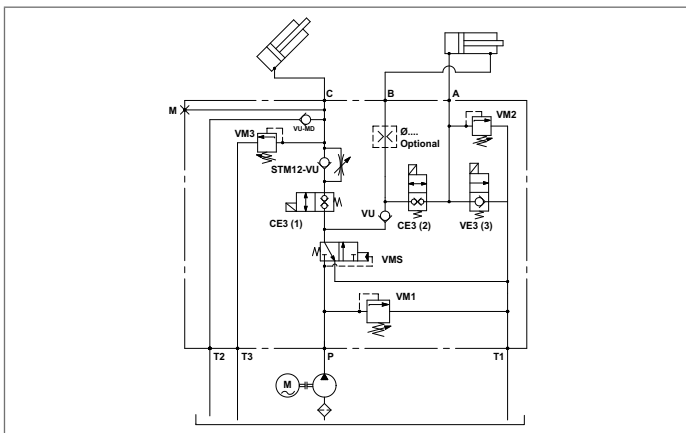 C
B
A
M
VU-MD
VM3
Ø....
Optional
VM2
STM12-VU
CE3 (1)
VU
CE3 (2)
VE3 (3)
VMS
VM1
T2
T3
P
T1
M